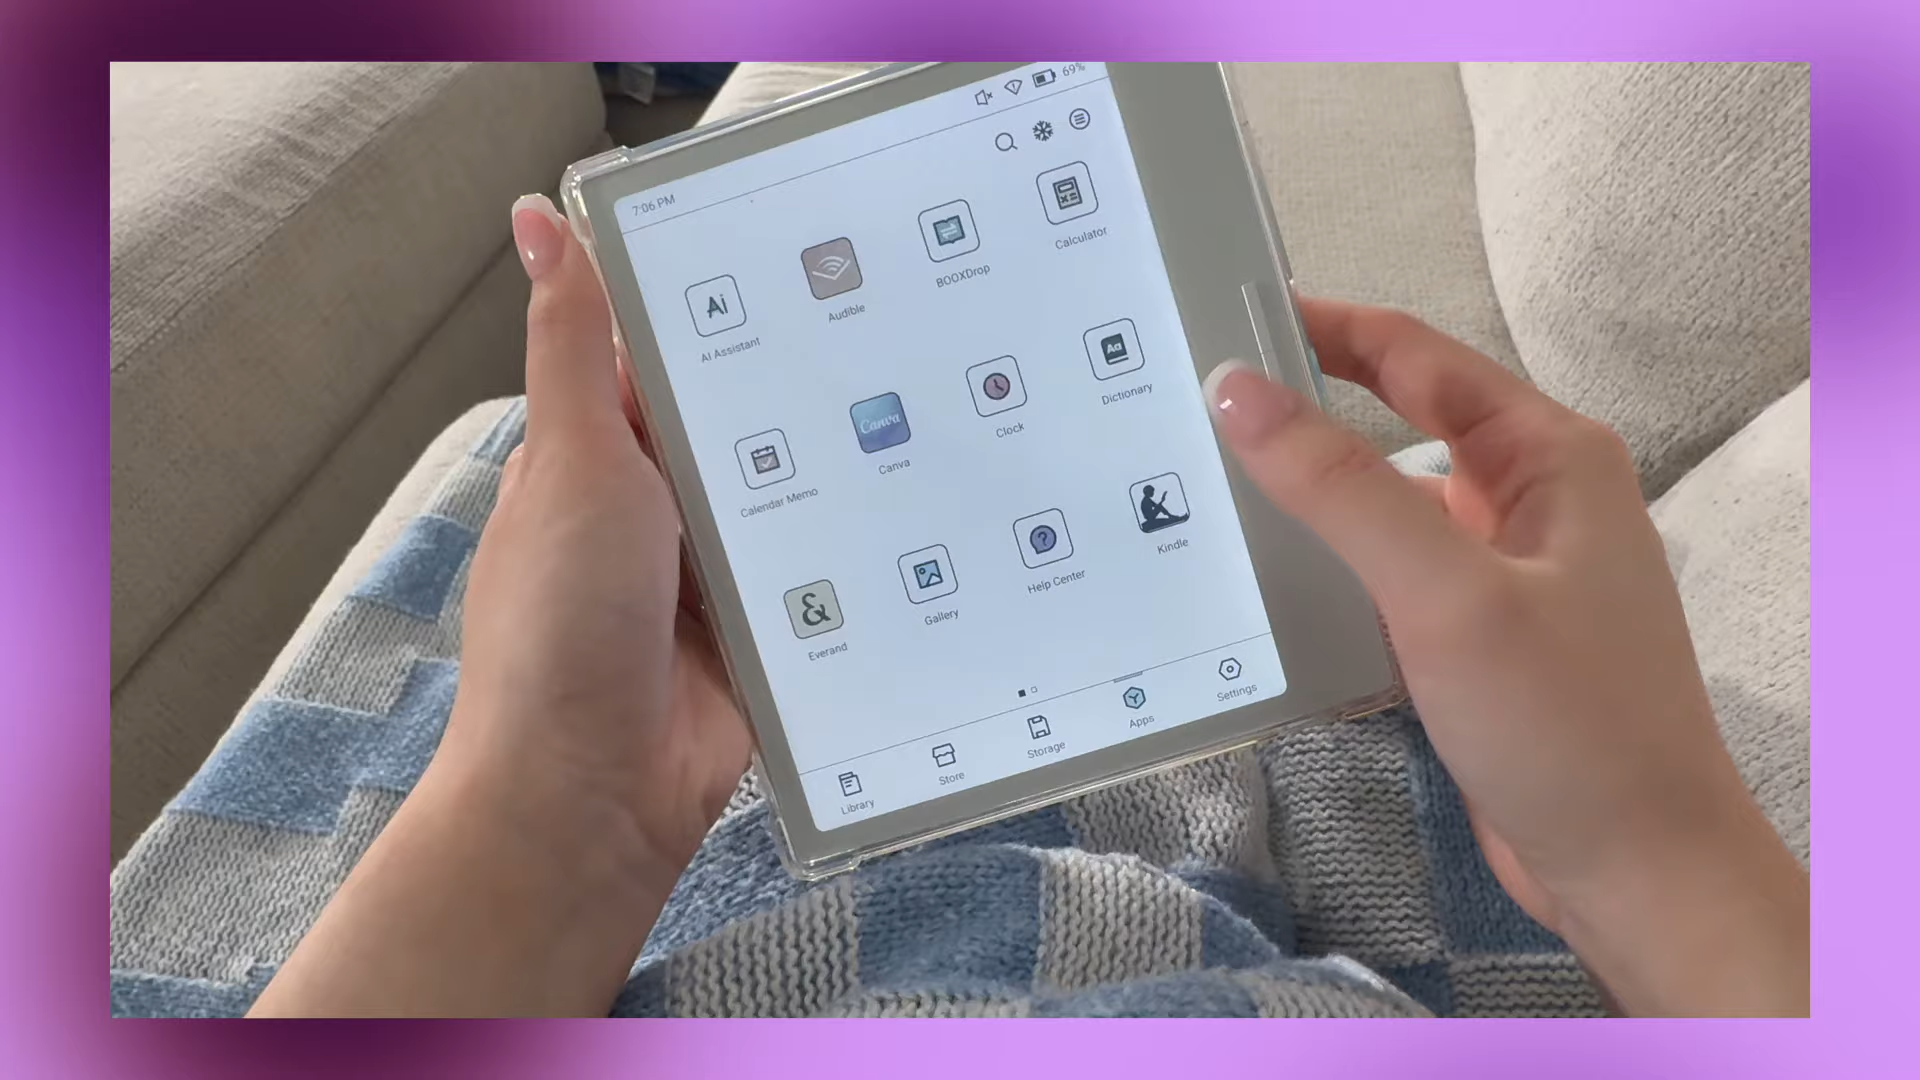 7:06 PM
69%
Ai
AI Assistant
Audible
BOOXDrop
Calculator
Calendar Memo
Canva
Canva
Clock
Aa
Dictionary
&
Everand
Gallery
?
Help Center
Kindle
Library
Store
Storage
Apps
Settings